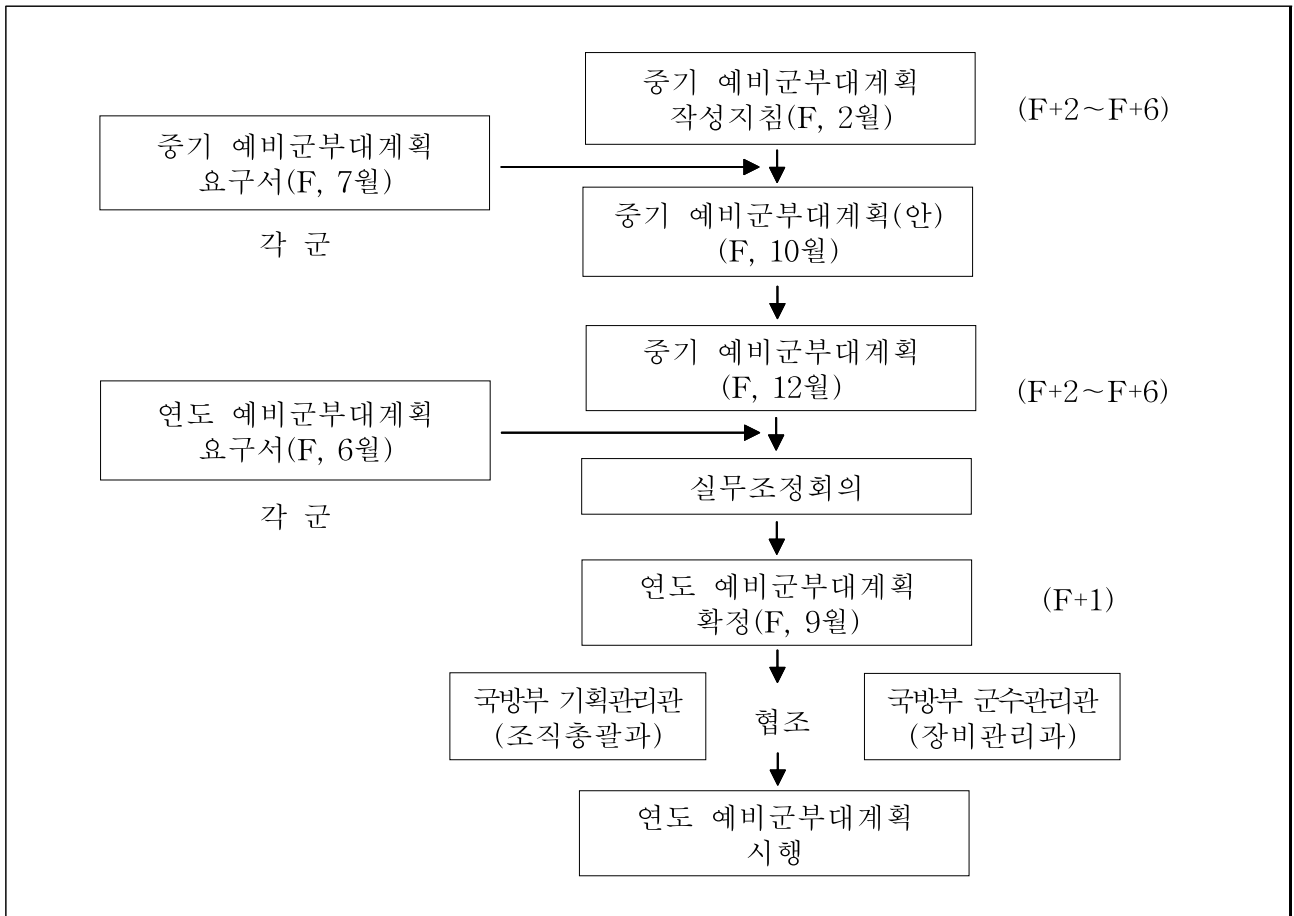 중기 예비군부대계획
작성지침(F, 2월)
(F+2～F+6)
중기 예비군부대계획
요구서(F, 7월)
각 군
중기 예비군부대계획(안)
(F, 10월)
중기 예비군부대계획
(F, 12월)
(F+2～F+6)
연도 예비군부대계획
요구서(F, 6월)
각 군
실무조정회의
연도 예비군부대계획
확정(F, 9월)
(F+1)
국방부 기획관리관
(조직총괄과)
협조
국방부 군수관리관
(장비관리과)
연도 예비군부대계획
시행